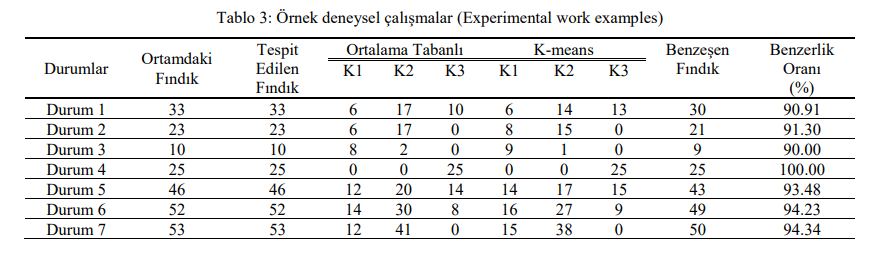 Tablo 3: Örnek deneysel çalışmalar (Experimental work examples)
Durumlar Ortamdaki Fındık Tespit Edilen Fındık Ortalama Tabanlı K-means Benzeşen Fındık Benzerlik Oranı (%)
K1 K2 K3 K1 K2 K3
Durum 1 33 33 6 17 10 6 14 13 30 90.91
Durum 2 23 23 6 17 0 8 15 0 21 91.30
Durum 3 10 10 8 2 0 9 1 0 9 90.00
Durum 4 25 25 0 0 25 0 0 25 25 100.00
Durum 5 46 46 12 20 14 14 17 15 43 93.48
Durum 6 52 52 14 30 8 16 27 9 49 94.23
Durum 7 53 53 12 41 0 15 38 0 50 94.34